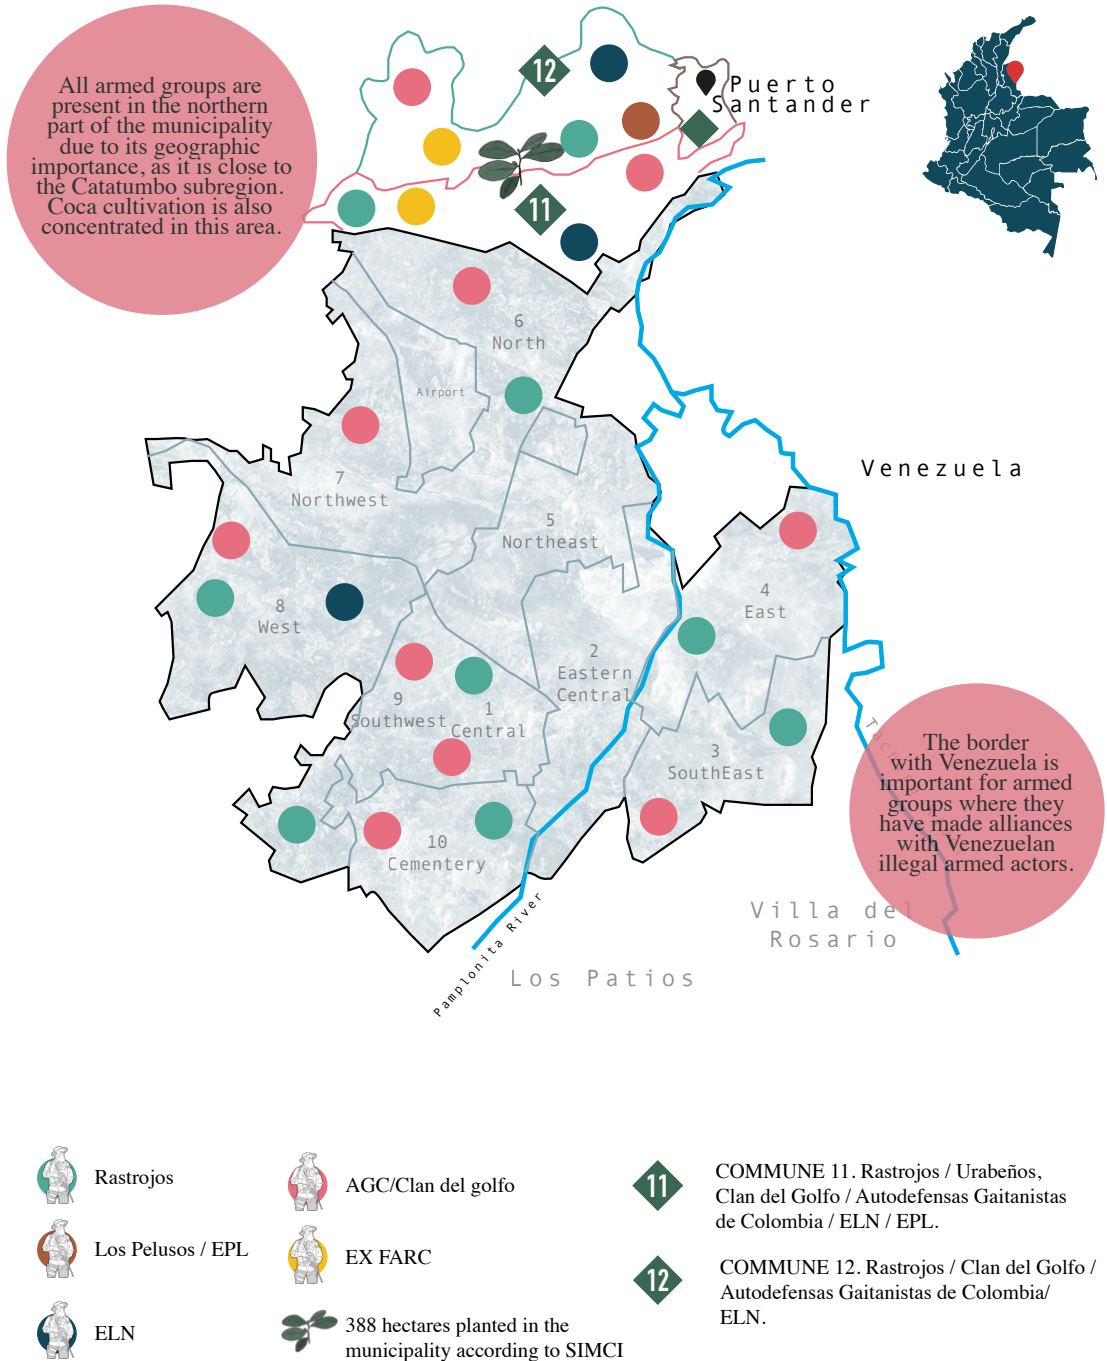 All armed groups are
present in the northern
part of the municipality
due to its geographic
importance, as it is close to
the Catatumbo subregion.
Coca cultivation is also
concentrated in this area.
12
Puerto
Santander
11
6
North
Airport
7
Northwest
5
Northeast
Venezuela
4
East
8
West
2
Eastern
Central
9
Southwest
1
Central
3
SouthEast
10
Cementery
The border
with Venezuela is
important for armed
groups where they
have made alliances
with Venezuelan
illegal armed actors.
Villa del
Rosario
Pamplonita River
Los Patios
Rastrojos
Los Pelusos / EPL
ELN
AGC/Clan del golfo
EX FARC
388 hectares planted in the
municipality according to SIMCI
11
COMMUNE 11. Rastrojos / Urabeños,
Clan del Golfo / Autodefensas Gaitanistas
de Colombia / ELN / EPL.
12
COMMUNE 12. Rastrojos / Clan del Golfo /
Autodefensas Gaitanistas de Colombia/
ELN.